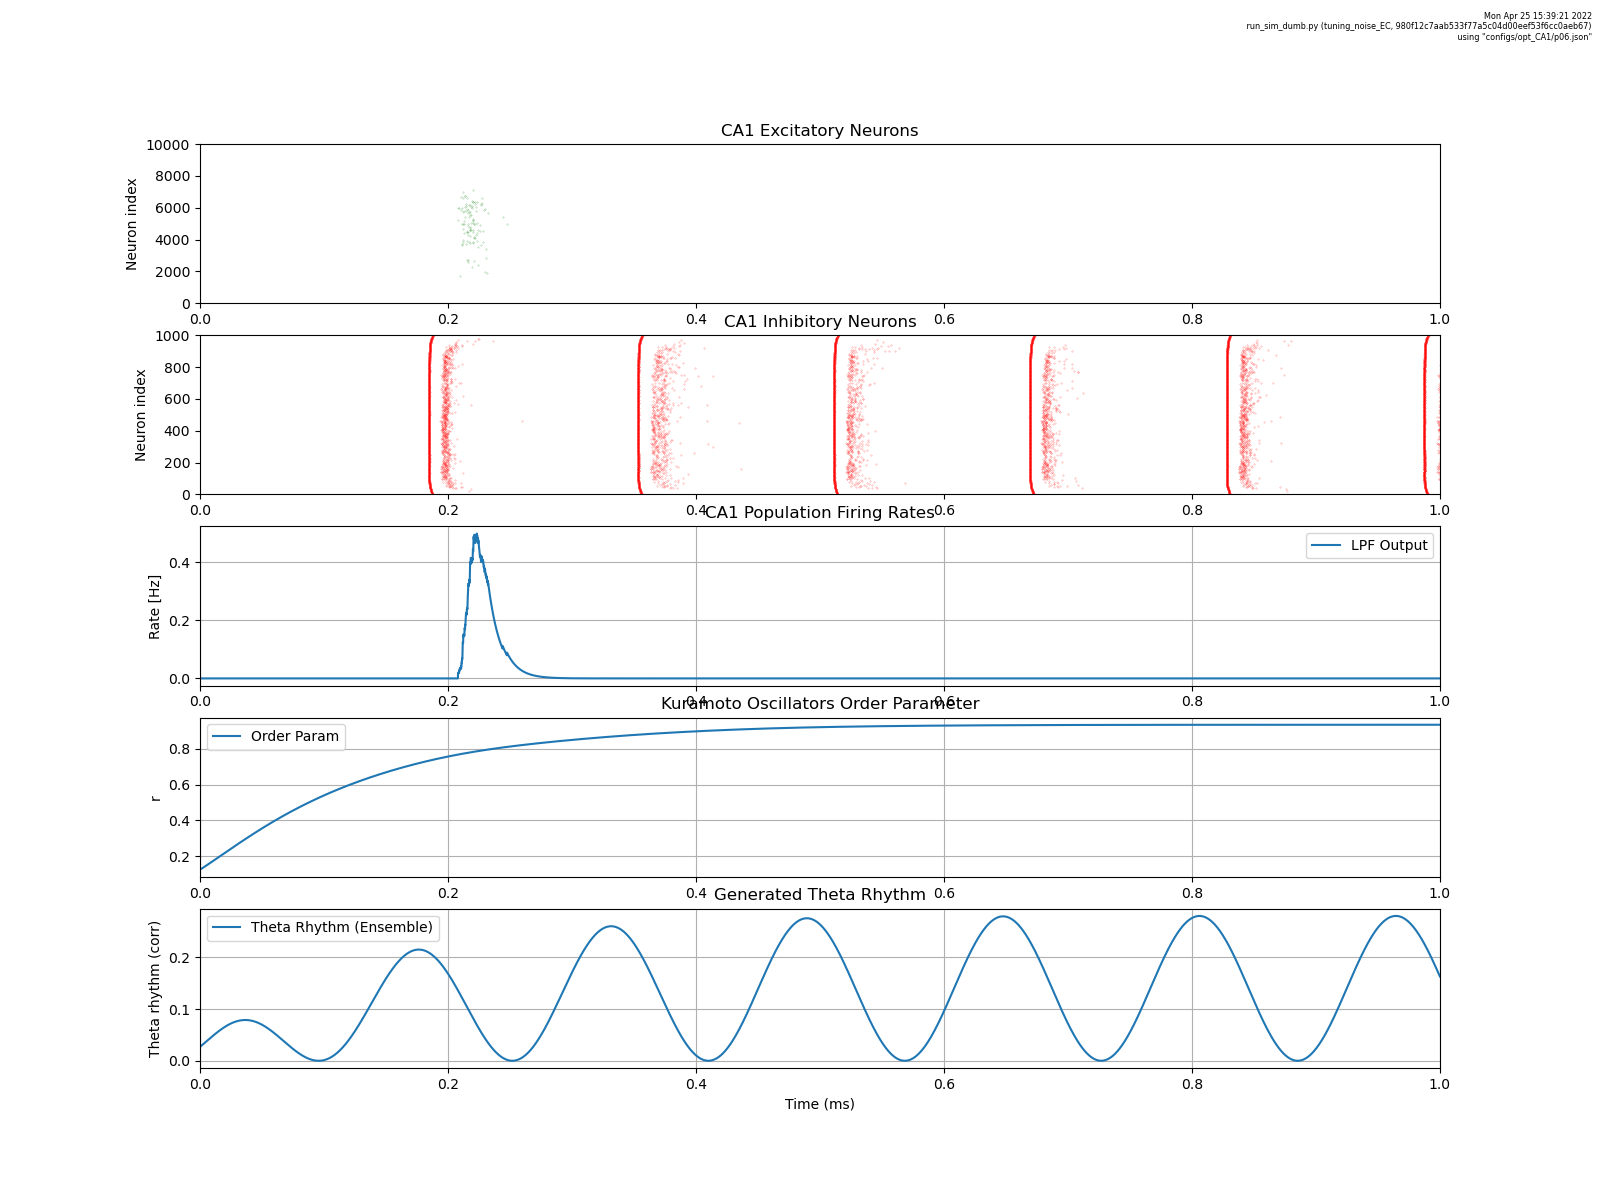 Mon Apr 25 15:39:21 2022
run_sim_dumb.py (tuning_noise_EC, 980f12c7aab533f77a5c04d00eef53f6cc0aeb67)
using "configs/opt_CA1/p06.json"
CA1 Excitatory Neurons
Neuron index
10000
8000
6000
4000
2000
0
0.0 0.2 0.4 0.6 0.8 1.0
CA1 Inhibitory Neurons
Neuron index
1000
800
600
400
200
0
0.0 0.2 0.4 0.6 0.8 1.0
CA1 Population Firing Rates
Rate [Hz]
0.4
0.2
0.0
LPF Output
0.0 0.2 0.4 0.6 0.8 1.0
Kuramoto Oscillators Order Parameter
r
0.8
0.6
0.4
0.2
Order Param
0.0 0.2 0.4 0.6 0.8 1.0
Generated Theta Rhythm
Theta rhythm (corr)
0.2
0.1
0.0
Theta Rhythm (Ensemble)
0.0 0.2 0.4 0.6 0.8 1.0
Time (ms)